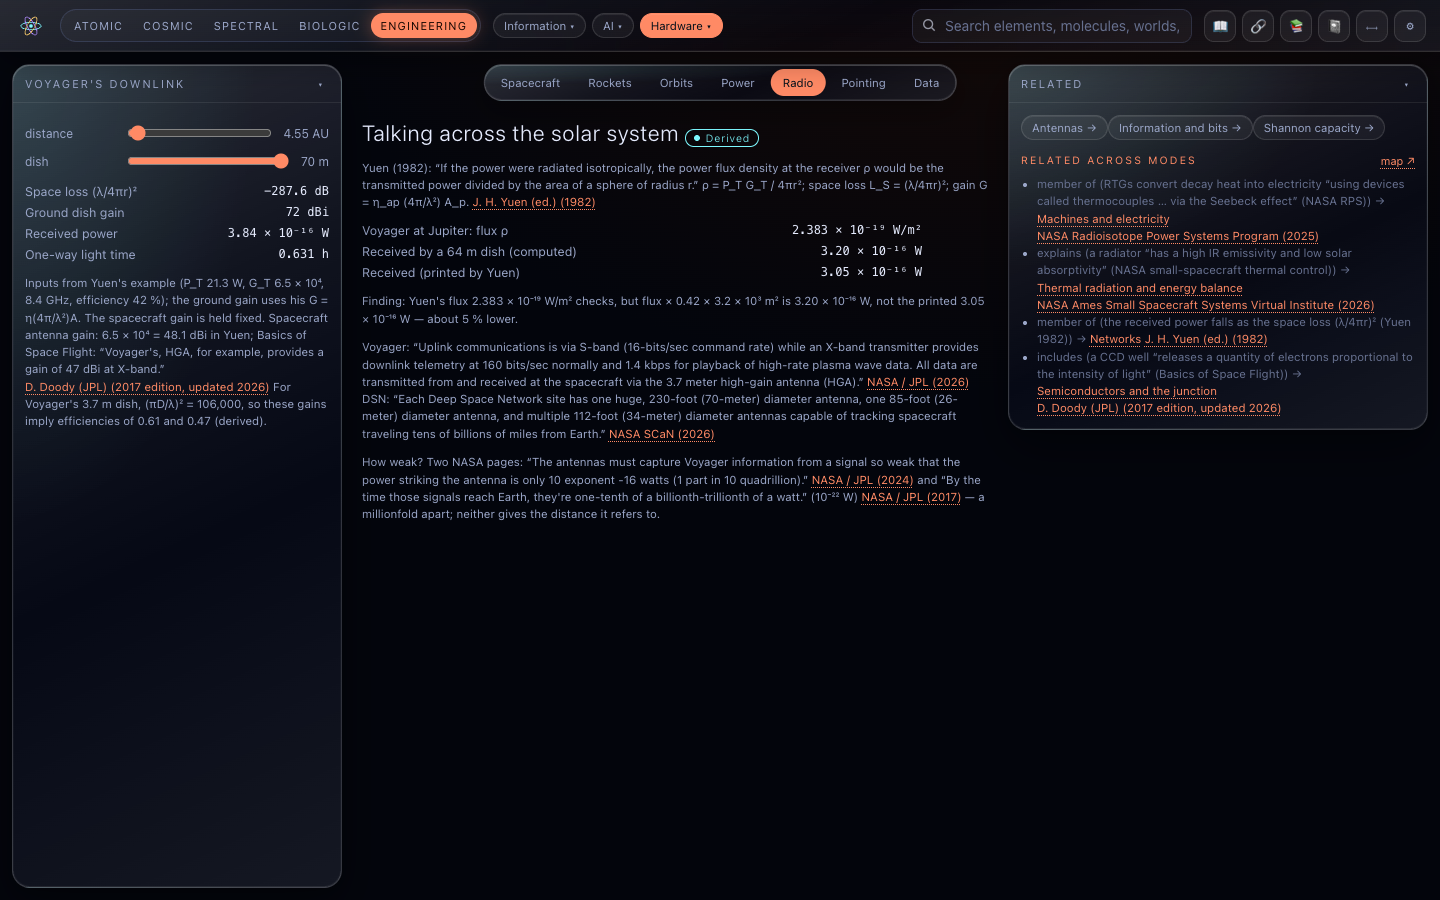 ATOMIC COSMIC SPECTRAL BIOLOGIC ENGINEERING Information ▾ AI ▾ Hardware ▾ Search elements, molecules, worlds,
VOYAGER'S DOWNLINK
distance 4.55 AU
dish 70 m
Space loss (λ/4πr)² −287.6 dB
Ground dish gain 72 dBi
Received power 3.84 × 10⁻¹⁶ W
One-way light time 0.631 h
Inputs from Yuen's example (P_T 21.3 W, G_T 6.5 × 10⁴,
8.4 GHz, efficiency 42 %); the ground gain uses his G =
η(4π/λ²)A. The spacecraft gain is held fixed. Spacecraft
antenna gain: 6.5 × 10⁴ = 48.1 dBi in Yuen; Basics of
Space Flight: “Voyager's, HGA, for example, provides a
gain of 47 dBi at X-band.”
D. Doody (JPL) (2017 edition, updated 2026) For
Voyager's 3.7 m dish, (πD/λ)² = 106,000, so these gains
imply efficiencies of 0.61 and 0.47 (derived).
Spacecraft Rockets Orbits Power Radio Pointing Data
Talking across the solar system Derived
Yuen (1982): “If the power were radiated isotropically, the power flux density at the receiver ρ would be the
transmitted power divided by the area of a sphere of radius r.” ρ = P_T G_T / 4πr²; space loss L_S = (λ/4πr)²; gain G
= η_ap (4π/λ²) A_p. J. H. Yuen (ed.) (1982)
Voyager at Jupiter: flux ρ 2.383 × 10⁻¹⁹ W/m²
Received by a 64 m dish (computed) 3.20 × 10⁻¹⁶ W
Received (printed by Yuen) 3.05 × 10⁻¹⁶ W
Finding: Yuen's flux 2.383 × 10⁻¹⁹ W/m² checks, but flux × 0.42 × 3.2 × 10³ m² is 3.20 × 10⁻¹⁶ W, not the printed 3.05
× 10⁻¹⁶ W — about 5 % lower.
Voyager: “Uplink communications is via S-band (16-bits/sec command rate) while an X-band transmitter provides
downlink telemetry at 160 bits/sec normally and 1.4 kbps for playback of high-rate plasma wave data. All data are
transmitted from and received at the spacecraft via the 3.7 meter high-gain antenna (HGA).” NASA / JPL (2026)
DSN: “Each Deep Space Network site has one huge, 230-foot (70-meter) diameter antenna, one 85-foot (26-
meter) diameter antenna, and multiple 112-foot (34-meter) diameter antennas capable of tracking spacecraft
traveling tens of billions of miles from Earth.” NASA SCaN (2026)
How weak? Two NASA pages: “The antennas must capture Voyager information from a signal so weak that the
power striking the antenna is only 10 exponent -16 watts (1 part in 10 quadrillion).” NASA / JPL (2024) and “By the
time those signals reach Earth, they're one-tenth of a billionth-trillionth of a watt.” (10⁻²² W) NASA / JPL (2017) — a
millionfold apart; neither gives the distance it refers to.
RELATED
Antennas → Information and bits → Shannon capacity →
RELATED ACROSS MODES map ↗
• member of (RTGs convert decay heat into electricity “using devices
called thermocouples … via the Seebeck effect” (NASA RPS)) →
Machines and electricity
NASA Radioisotope Power Systems Program (2025)
• explains (a radiator “has a high IR emissivity and low solar
absorptivity” (NASA small-spacecraft thermal control)) →
Thermal radiation and energy balance
NASA Ames Small Spacecraft Systems Virtual Institute (2026)
• member of (the received power falls as the space loss (λ/4πr)² (Yuen
1982)) → Networks J. H. Yuen (ed.) (1982)
• includes (a CCD well “releases a quantity of electrons proportional to
the intensity of light” (Basics of Space Flight)) →
Semiconductors and the junction
D. Doody (JPL) (2017 edition, updated 2026)